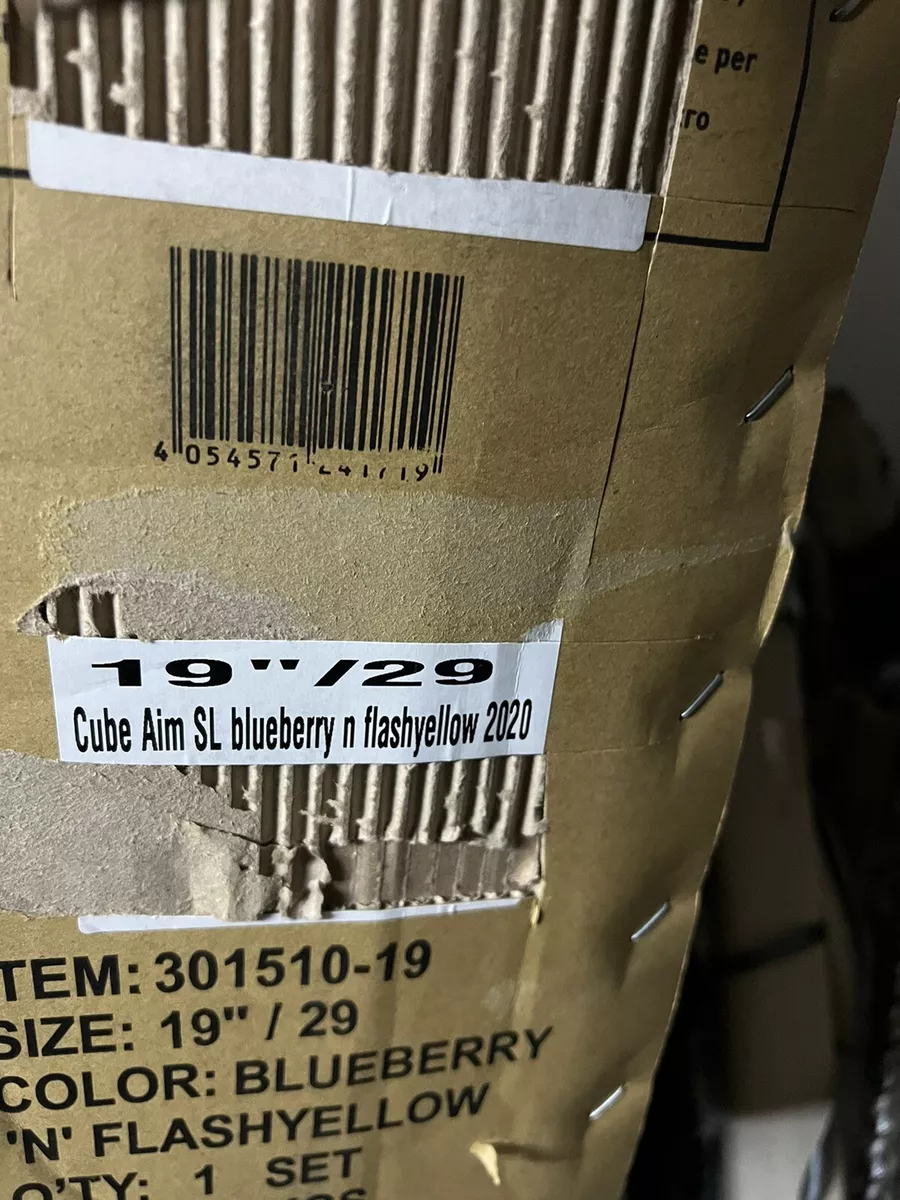 e per
ro
4 054571 241719
19"/29
Cube Aim SL blueberry n flashyellow 2020
TEM: 301510-19
SIZE: 19" / 29
COLOR: BLUEBERRY
'N' FLASHYELLOW
Q'TY: 1 SET